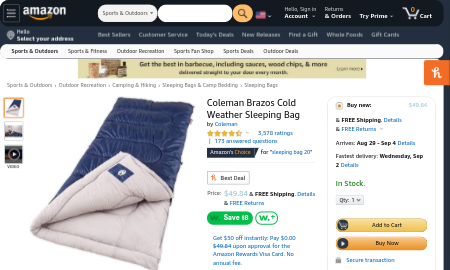 amazon
Sports & Outdoors
Hello, Sign in
Account
Returns
& Orders
Try Prime
0
Cart
Hello
Select your address
Best Sellers
Customer Service
Today's Deals
New Releases
Find a Gift
Whole Foods
Gift Cards
Sports & Outdoors
Sports & Fitness
Outdoor Recreation
Sports Fan Shop
Sports Deals
Outdoor Deals
Get the best in barbecue, including sauces, wood chips, & more
delivered straight to your door every month.
Learn more
Sports & Outdoors › Outdoor Recreation › Camping & Hiking › Sleeping Bags & Camp Bedding › Sleeping Bags
VIDEO
Coleman Brazos Cold
Weather Sleeping Bag
by Coleman
3,578 ratings
| 173 answered questions
Amazon's Choice for "sleeping bag 20"
Best Deal
Price: $49.84 & FREE Shipping. Details
& FREE Returns
Save $8
Get $50 off instantly: Pay $0.00
$49.84 upon approval for the
Amazon Rewards Visa Card. No
annual fee.
Buy new: $49.84
& FREE Shipping. Details
& FREE Returns
Arrives: Aug 29 - Sep 4 Details
Fastest delivery: Wednesday, Sep
2 Details
In Stock.
Qty: 1
Add to Cart
Buy Now
Secure transaction